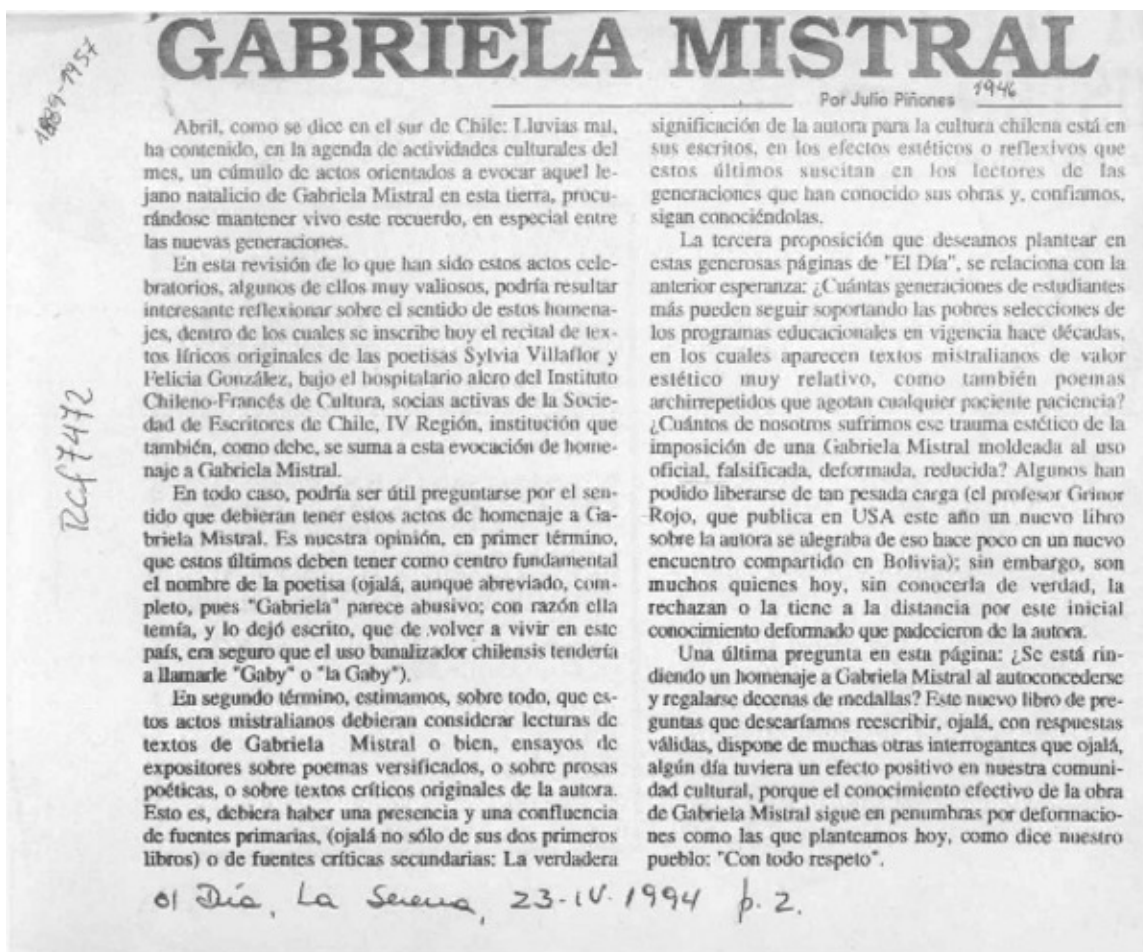 GABRIELA MISTRAL
1889-1957
Por Julio Piñones
1946
Abril, como se dice en el sur de Chile: Lluvias mil,
ha contenido, en la agenda de actividades culturales del
mes, un cúmulo de actos orientados a evocar aquel le-
jano natalicio de Gabriela Mistral en esta tierra, procu-
rándose mantener vivo este recuerdo, en especial entre
las nuevas generaciones.
En esta revisión de lo que han sido estos actos cele-
bratorios, algunos de ellos muy valiosos, podría resultar
interesante reflexionar sobre el sentido de estos homena-
jes, dentro de los cuales se inscribe hoy el recital de tex-
tos líricos originales de las poetisas Sylvia Villaflor y
Felicia González, bajo el hospitalario alero del Instituto
Chileno-Francés de Cultura, socias activas de la Socie-
dad de Escritores de Chile, IV Región, institución que
también, como debe, se suma a esta evocación de home-
naje a Gabriela Mistral.
En todo caso, podría ser útil preguntarse por el sen-
tido que debieran tener estos actos de homenaje a Ga-
briela Mistral. Es nuestra opinión, en primer término,
que estos últimos deben tener como centro fundamental
el nombre de la poetisa (ojalá, aunque abreviado, com-
pleto, pues "Gabriela" parece abusivo; con razón ella
temía, y lo dejó escrito, que de volver a vivir en este
país, era seguro que el uso banalizador chilensis tendería
a llamarle "Gaby" o "la Gaby").
En segundo término, estimamos, sobre todo, que es-
tos actos mistralianos debieran considerar lecturas de
textos de Gabriela Mistral o bien, ensayos de
expositores sobre poemas versificados, o sobre prosas
poéticas, o sobre textos críticos originales de la autora.
Esto es, debiera haber una presencia y una confluencia
de fuentes primarias, (ojalá no sólo de sus dos primeros
libros) o de fuentes críticas secundarias: La verdadera
significación de la autora para la cultura chilena está en
sus escritos, en los efectos estéticos o reflexivos que
estos últimos suscitan en los lectores de las
generaciones que han conocido sus obras y, confiamos,
sigan conociéndolas.
La tercera proposición que deseamos plantear en
estas generosas páginas de "El Día", se relaciona con la
anterior esperanza: ¿Cuántas generaciones de estudiantes
más pueden seguir soportando las pobres selecciones de
los programas educacionales en vigencia hace décadas,
en los cuales aparecen textos mistralianos de valor
estético muy relativo, como también poemas
archirrepetidos que agotan cualquier paciente paciencia?
¿Cuántos de nosotros sufrimos ese trauma estético de la
imposición de una Gabriela Mistral moldeada al uso
oficial, falsificada, deformada, reducida? Algunos han
podido liberarse de tan pesada carga (el profesor Grinor
Rojo, que publica en USA este año un nuevo libro
sobre la autora se alegraba de eso hace poco en un nuevo
encuentro compartido en Bolivia); sin embargo, son
muchos quienes hoy, sin conocerla de verdad, la
rechazan o la tiene a la distancia por este inicial
conocimiento deformado que padecieron de la autora.
Una última pregunta en esta página: ¿Se está rin-
diendo un homenaje a Gabriela Mistral al autoconcederse
y regalarse decenas de medallas? Este nuevo libro de pre-
guntas que desearíamos reescribir, ojalá, con respuestas
válidas, dispone de muchas otras interrogantes que ojalá,
algún día tuviera un efecto positivo en nuestra comuni-
dad cultural, porque el conocimiento efectivo de la obra
de Gabriela Mistral sigue en penumbras por deformacio-
nes como las que planteamos hoy, como dice nuestro
pueblo: "Con todo respeto".
el Día, La Serena, 23-IV-1994 p. 2.